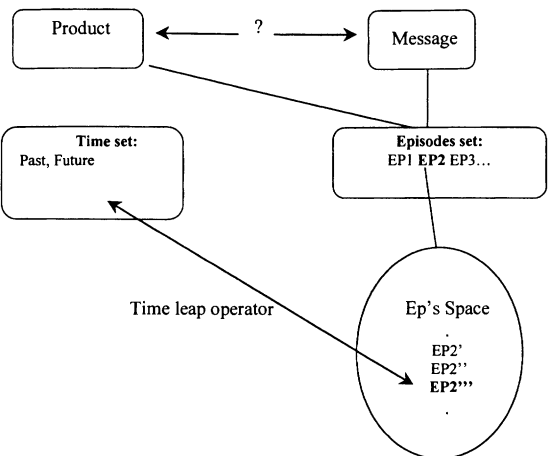 Product
?
Message
Time set:
Past, Future
Episodes set:
EP1 EP2 EP3...
Time leap operator
Ep's Space
.
EP2'
EP2''
EP2'''
.